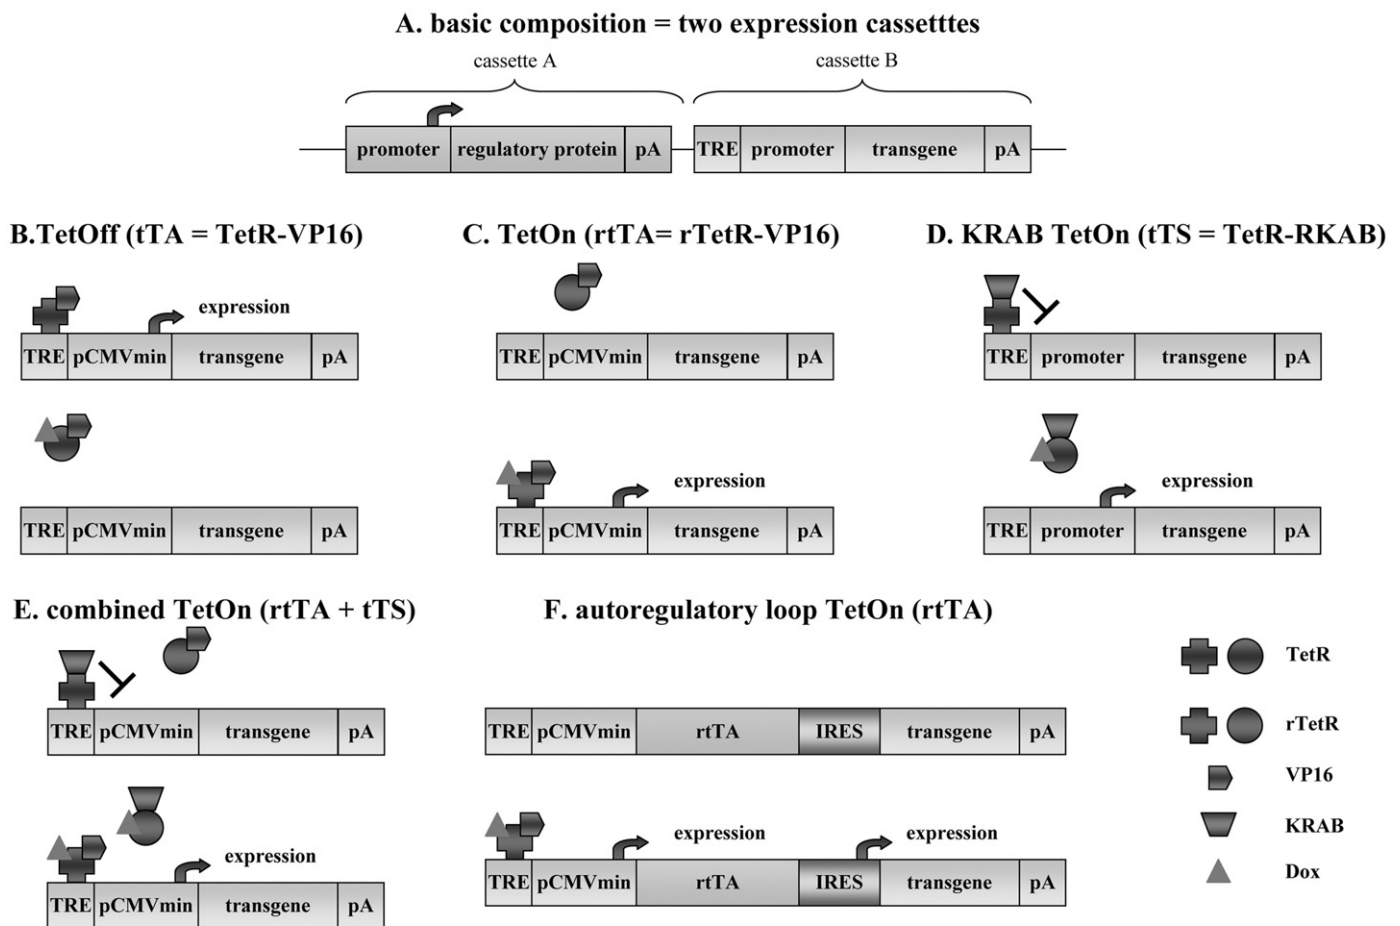 A. basic composition = two expression cassetttes
cassette A
cassette B
promoter regulatory protein pA TRE promoter transgene pA
B.TetOff (tTA = TetR-VP16)
expression
TRE pCMVmin transgene pA
TRE pCMVmin transgene pA
C. TetOn (rtTA= rTetR-VP16)
TRE pCMVmin transgene pA
expression
TRE pCMVmin transgene pA
D. KRAB TetOn (tTS = TetR-RKAB)
TRE promoter transgene pA
expression
TRE promoter transgene pA
E. combined TetOn (rtTA + tTS)
TRE pCMVmin transgene pA
expression
TRE pCMVmin transgene pA
F. autoregulatory loop TetOn (rtTA)
TRE pCMVmin rtTA IRES transgene pA
expression expression
TRE pCMVmin rtTA IRES transgene pA
TetR
rTetR
VP16
KRAB
Dox